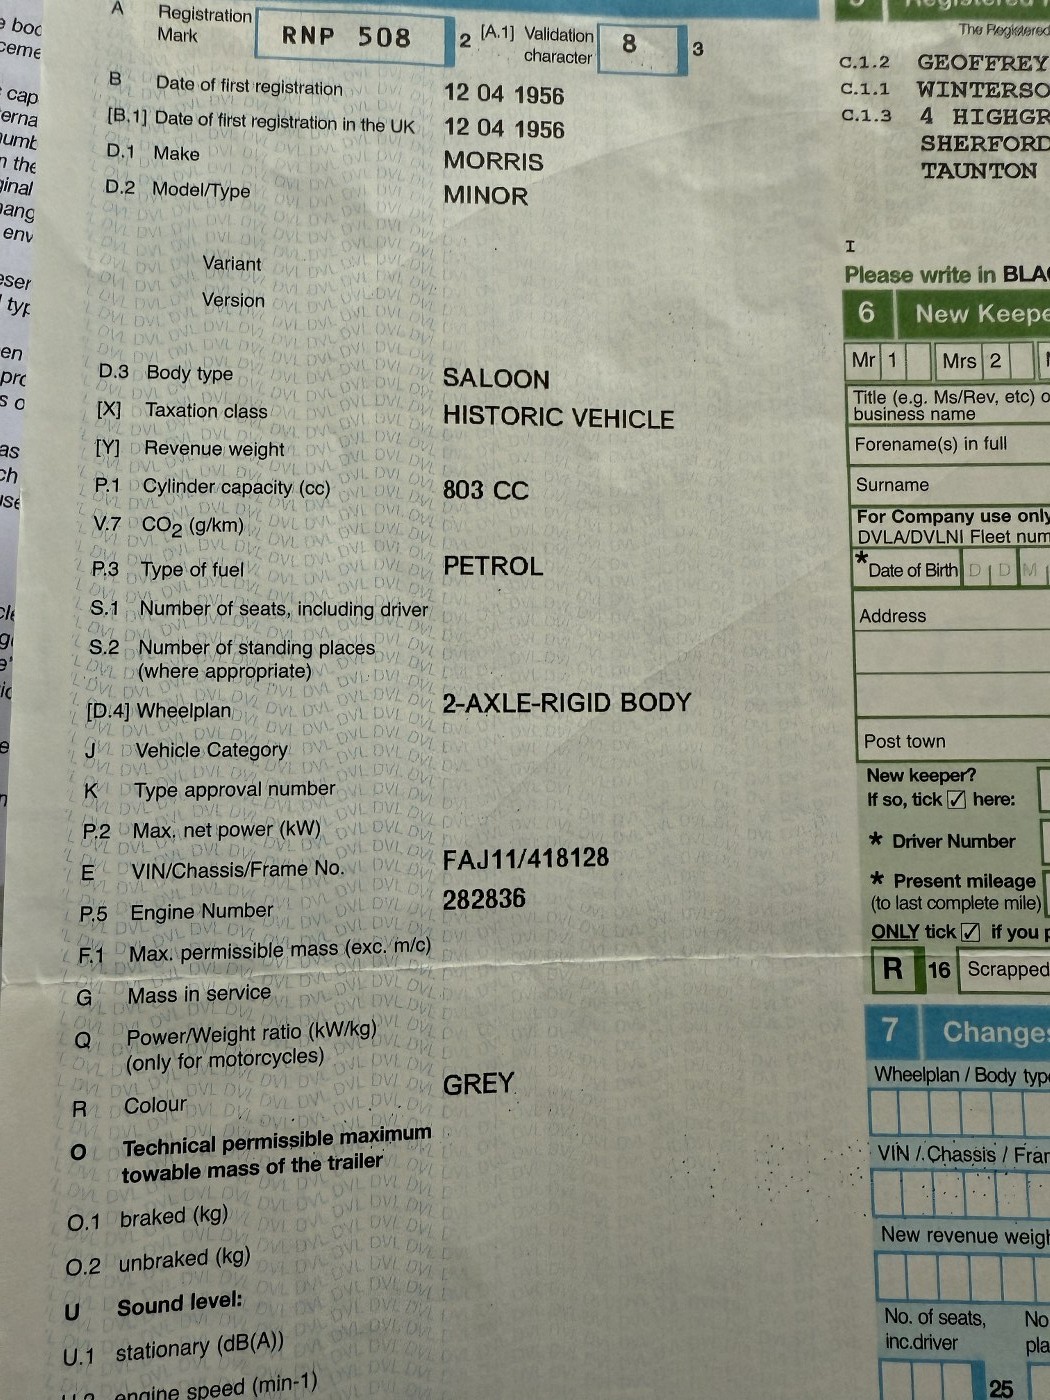 A Registration Mark RNP 508 2 [A.1] Validation character 8 3
B Date of first registration 12 04 1956
[B.1] Date of first registration in the UK 12 04 1956
D.1 Make MORRIS
D.2 Model/Type MINOR
Variant
Version
D.3 Body type SALOON
[X] Taxation class HISTORIC VEHICLE
[Y] Revenue weight
P.1 Cylinder capacity (cc) 803 CC
V.7 CO2 (g/km)
P.3 Type of fuel PETROL
S.1 Number of seats, including driver
S.2 Number of standing places
(where appropriate)
[D.4] Wheelplan 2-AXLE-RIGID BODY
J Vehicle Category
K Type approval number
P.2 Max. net power (kW)
E VIN/Chassis/Frame No. FAJ11/418128
P.5 Engine Number 282836
F.1 Max. permissible mass (exc. m/c)
G Mass in service
Q Power/Weight ratio (kW/kg)
(only for motorcycles)
R Colour GREY
O Technical permissible maximum
towable mass of the trailer
O.1 braked (kg)
O.2 unbraked (kg)
U Sound level:
U.1 stationary (dB(A))
engine speed (min-1)
The Registered
C.1.2 GEOFFREY
C.1.1 WINTERSO
C.1.3 4 HIGHGR
SHERFORD
TAUNTON
I
Please write in BLA
6 New Keepe
Mr 1 Mrs 2
Title (e.g. Ms/Rev, etc) o
business name
Forename(s) in full
Surname
For Company use only
DVLA/DVLNI Fleet num
*Date of Birth D D M
Address
Post town
New keeper?
If so, tick ✓ here:
* Driver Number
* Present mileage
(to last complete mile)
ONLY tick ✓ if you p
R 16 Scrapped
7 Changes
Wheelplan / Body type
VIN / Chassis / Fra
New revenue weigh
No. of seats, No
inc.driver pla
25